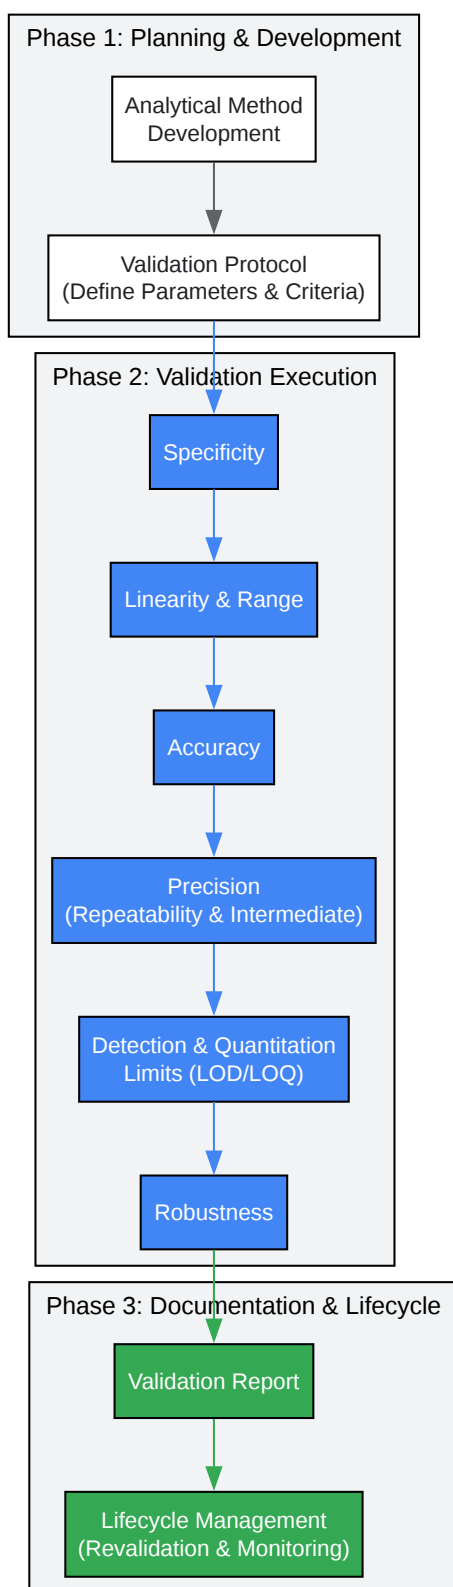 Phase 1: Planning & Development
Analytical Method
Development
Validation Protocol
(Define Parameters & Criteria)
Phase 2: Validation Execution
Specificity
Linearity & Range
Accuracy
Precision
(Repeatability & Intermediate)
Detection & Quantitation
Limits (LOD/LOQ)
Robustness
Phase 3: Documentation & Lifecycle
Validation Report
Lifecycle Management
(Revalidation & Monitoring)